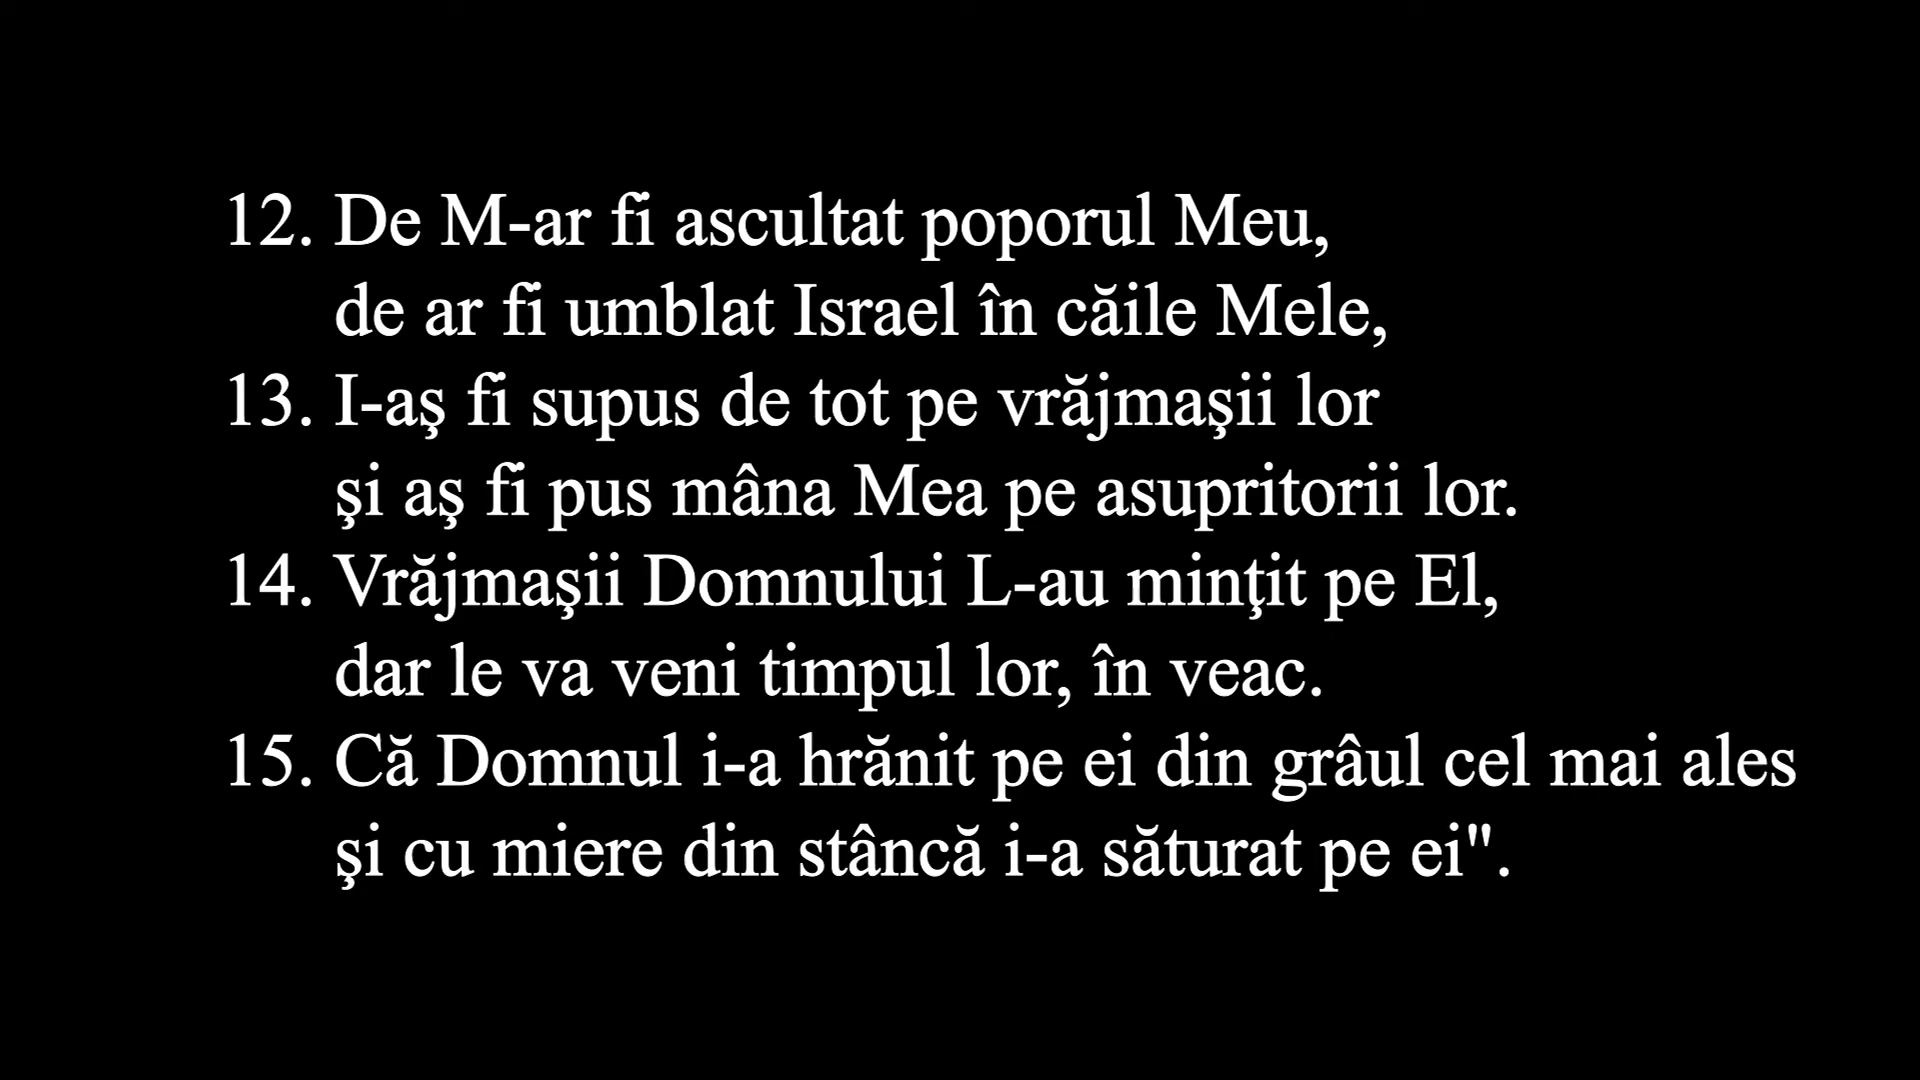 12. De M-ar fi ascultat poporul Meu,
de ar fi umblat Israel în căile Mele,
13. I-aş fi supus de tot pe vrăjmaşii lor
şi aş fi pus mâna Mea pe asupritorii lor.
14. Vrăjmaşii Domnului L-au minţit pe El,
dar le va veni timpul lor, în veac.
15. Că Domnul i-a hrănit pe ei din grâul cel mai ales
şi cu miere din stâncă i-a săturat pe ei".